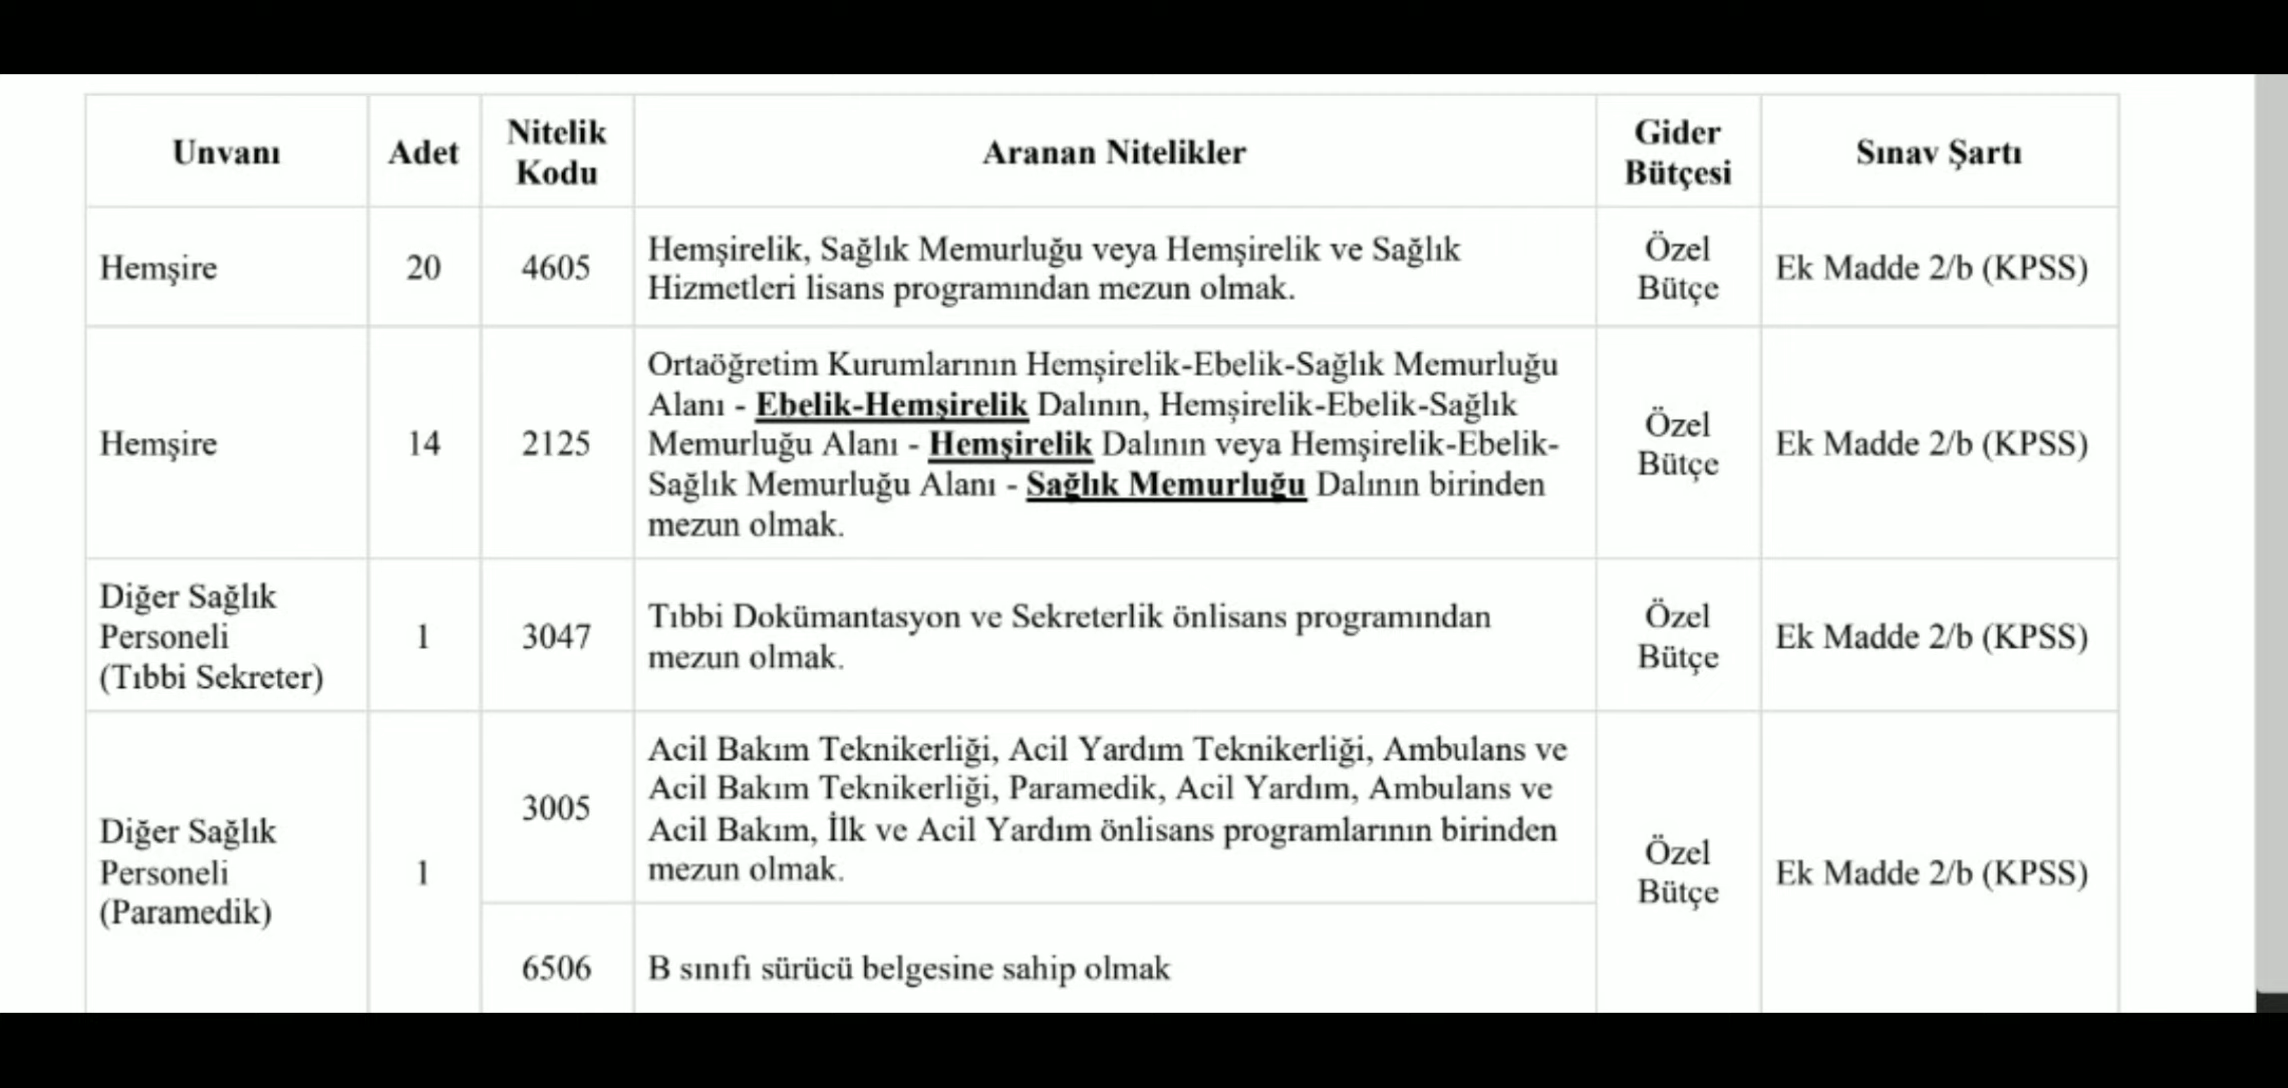 Unvanı
Adet
Nitelik
Kodu
Aranan Nitelikler
Gider
Bütçesi
Sınav Şartı
Hemşire
20
4605
Hemşirelik, Sağlık Memurluğu veya Hemşirelik ve Sağlık
Hizmetleri lisans programından mezun olmak.
Özel
Bütçe
Ek Madde 2/b (KPSS)
Hemşire
14
2125
Ortaöğretim Kurumlarının Hemşirelik-Ebelik-Sağlık Memurluğu
Alanı - Ebelik-Hemşirelik Dalının, Hemşirelik-Ebelik-Sağlık
Memurluğu Alanı - Hemşirelik Dalının veya Hemşirelik-Ebelik-
Sağlık Memurluğu Alanı - Sağlık Memurluğu Dalının birinden
mezun olmak.
Özel
Bütçe
Ek Madde 2/b (KPSS)
Diğer Sağlık
Personeli
(Tıbbi Sekreter)
1
3047
Tıbbi Dokümantasyon ve Sekreterlik önlisans programından
mezun olmak.
Özel
Bütçe
Ek Madde 2/b (KPSS)
Diğer Sağlık
Personeli
(Paramedik)
1
3005
Acil Bakım Teknikerliği, Acil Yardım Teknikerliği, Ambulans ve
Acil Bakım Teknikerliği, Paramedik, Acil Yardım, Ambulans ve
Acil Bakım, İlk ve Acil Yardım önlisans programlarının birinden
mezun olmak.
6506
B sınıfı sürücü belgesine sahip olmak
Özel
Bütçe
Ek Madde 2/b (KPSS)